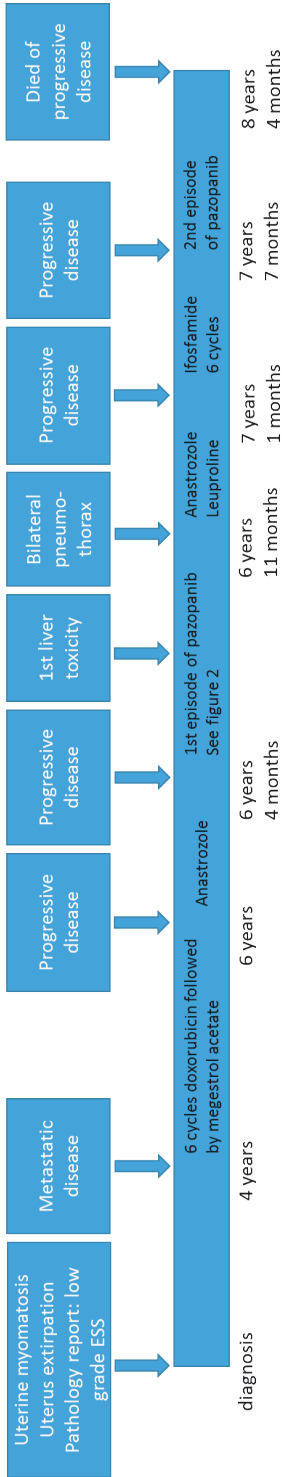 Uterine myomatosis
Uterus extirpation
Pathology report: low
grade ESS
Metastatic
disease
Progressive
disease
Progressive
disease
1st liver
toxicity
Bilateral
pneumo-
thorax
Progressive
disease
Progressive
disease
Died of
progressive
disease
6 cycles doxorubicin followed
by megestrol acetate
Anastrozole
1st episode of pazopanib
See figure 2
Anastrozole
Leuproline
Ifosfamide
6 cycles
2nd episode
of pazopanib
diagnosis
4 years
6 years
6 years
4 months
6 years
11 months
7 years
1 months
7 years
7 months
8 years
4 months